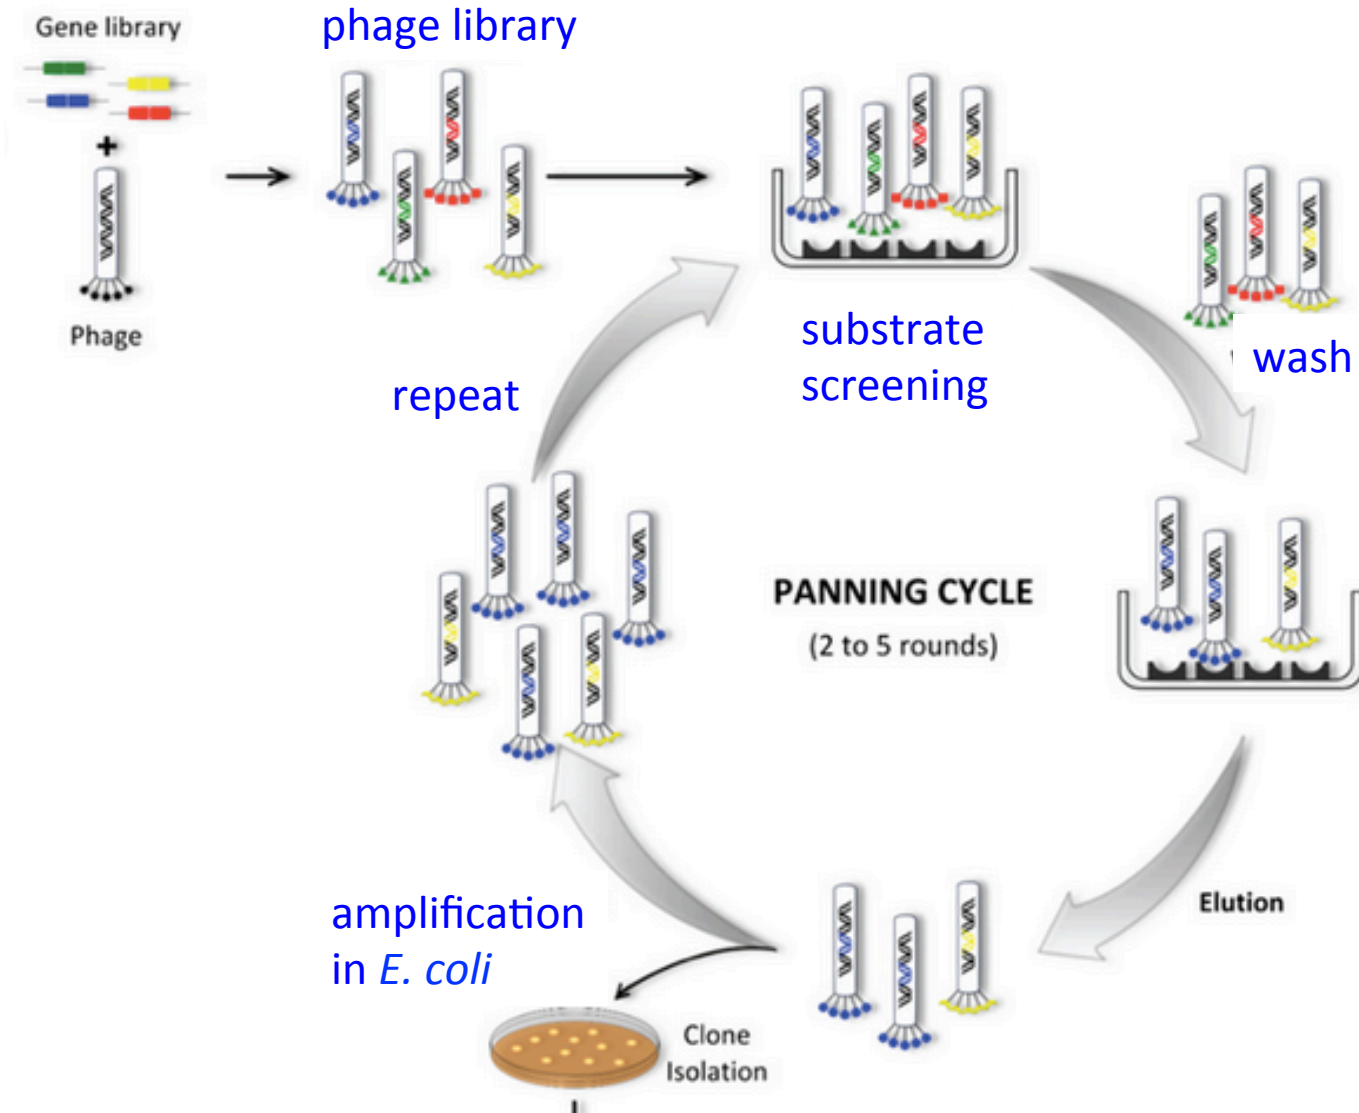 Gene library
phage library
Phage
substrate
screening
wash
repeat
PANNING CYCLE
(2 to 5 rounds)
Elution
amplification
in E. coli
Clone
Isolation